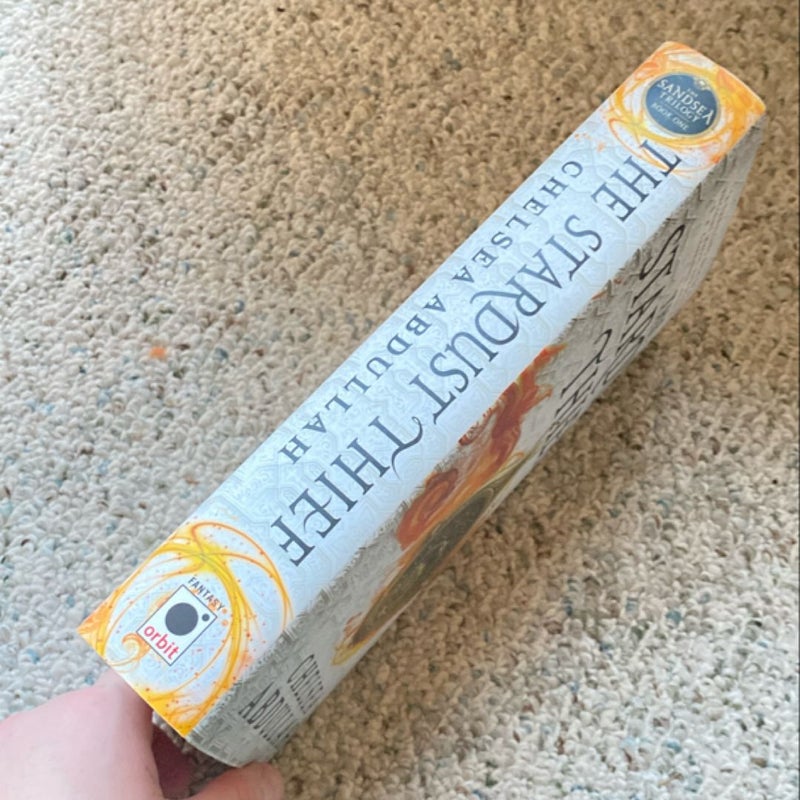 THE
SANDSEA
TRILOGY
BOOK ONE
THE STARDUST THIEF
CHELSEA ABDULLAH
FANTASY
orbit